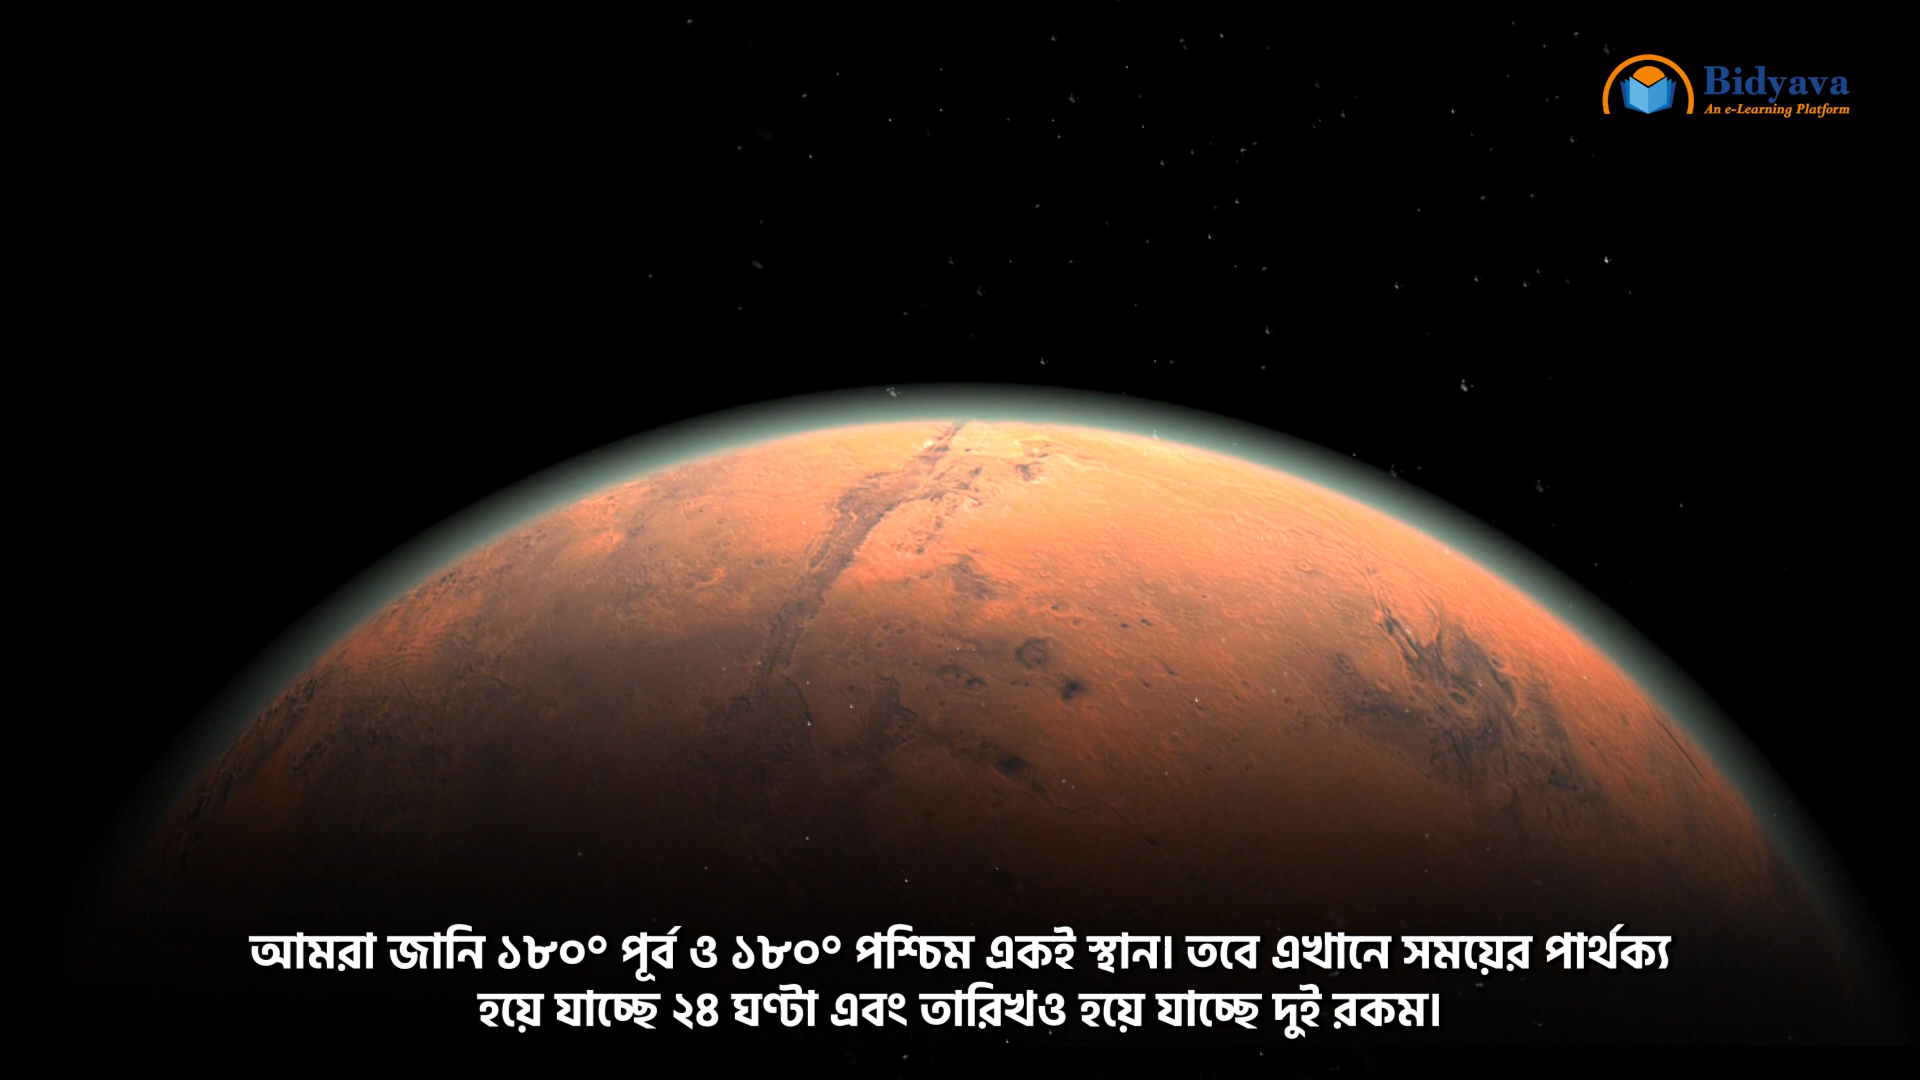 Bidyava
An e-Learning Platform
আমরা জানি ১৮০° পূর্ব ও ১৮০° পশ্চিম একই স্থান। তবে এখানে সময়ের পার্থক্য
হয়ে যাচ্ছে ২৪ ঘণ্টা এবং তারিখও হয়ে যাচ্ছে দুই রকম।